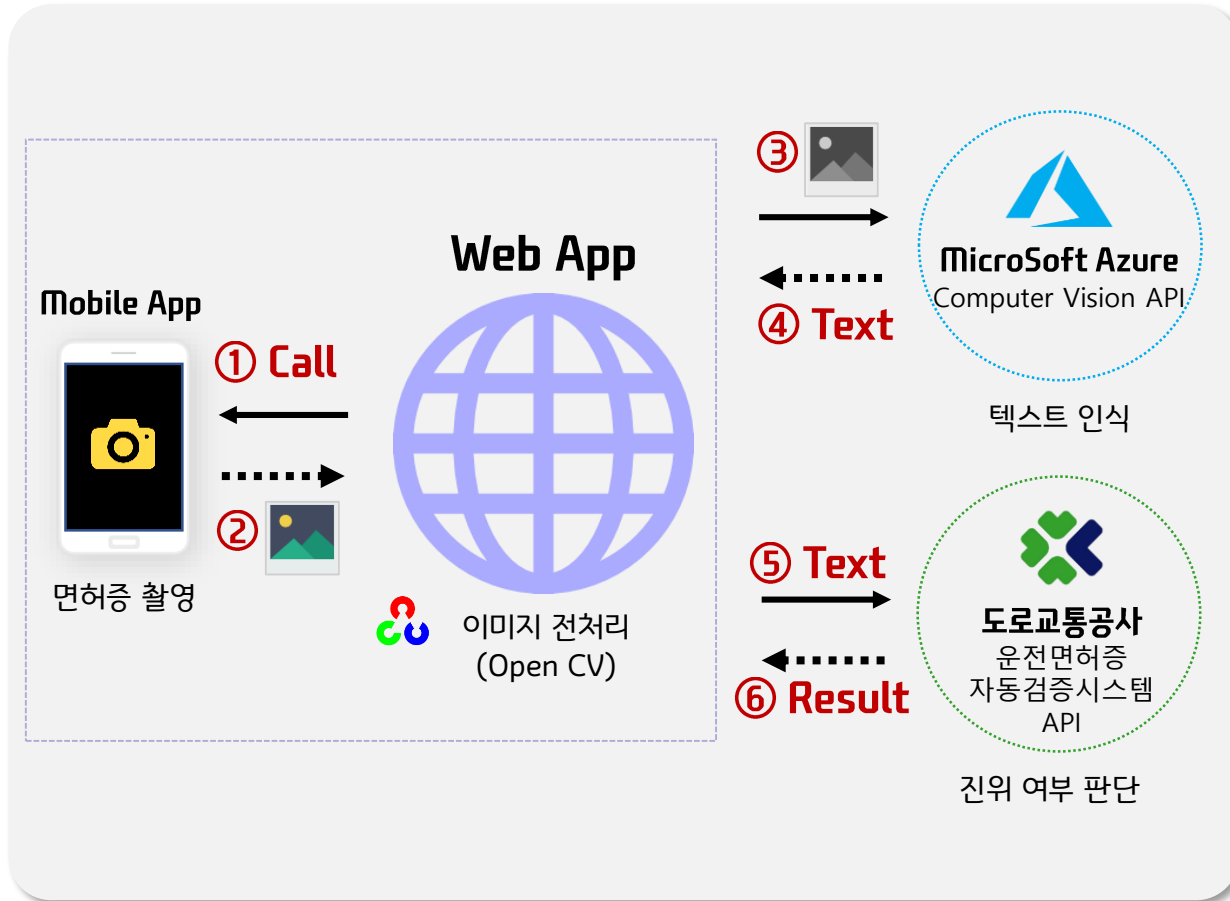 Mobile App
① Call
②
면허증 촬영
Web App
이미지 전처리
(Open CV)
③
④ Text
MicroSoft Azure
Computer Vision API
텍스트 인식
⑤ Text
⑥ Result
도로교통공사
운전면허증
자동검증시스템
API
진위 여부 판단